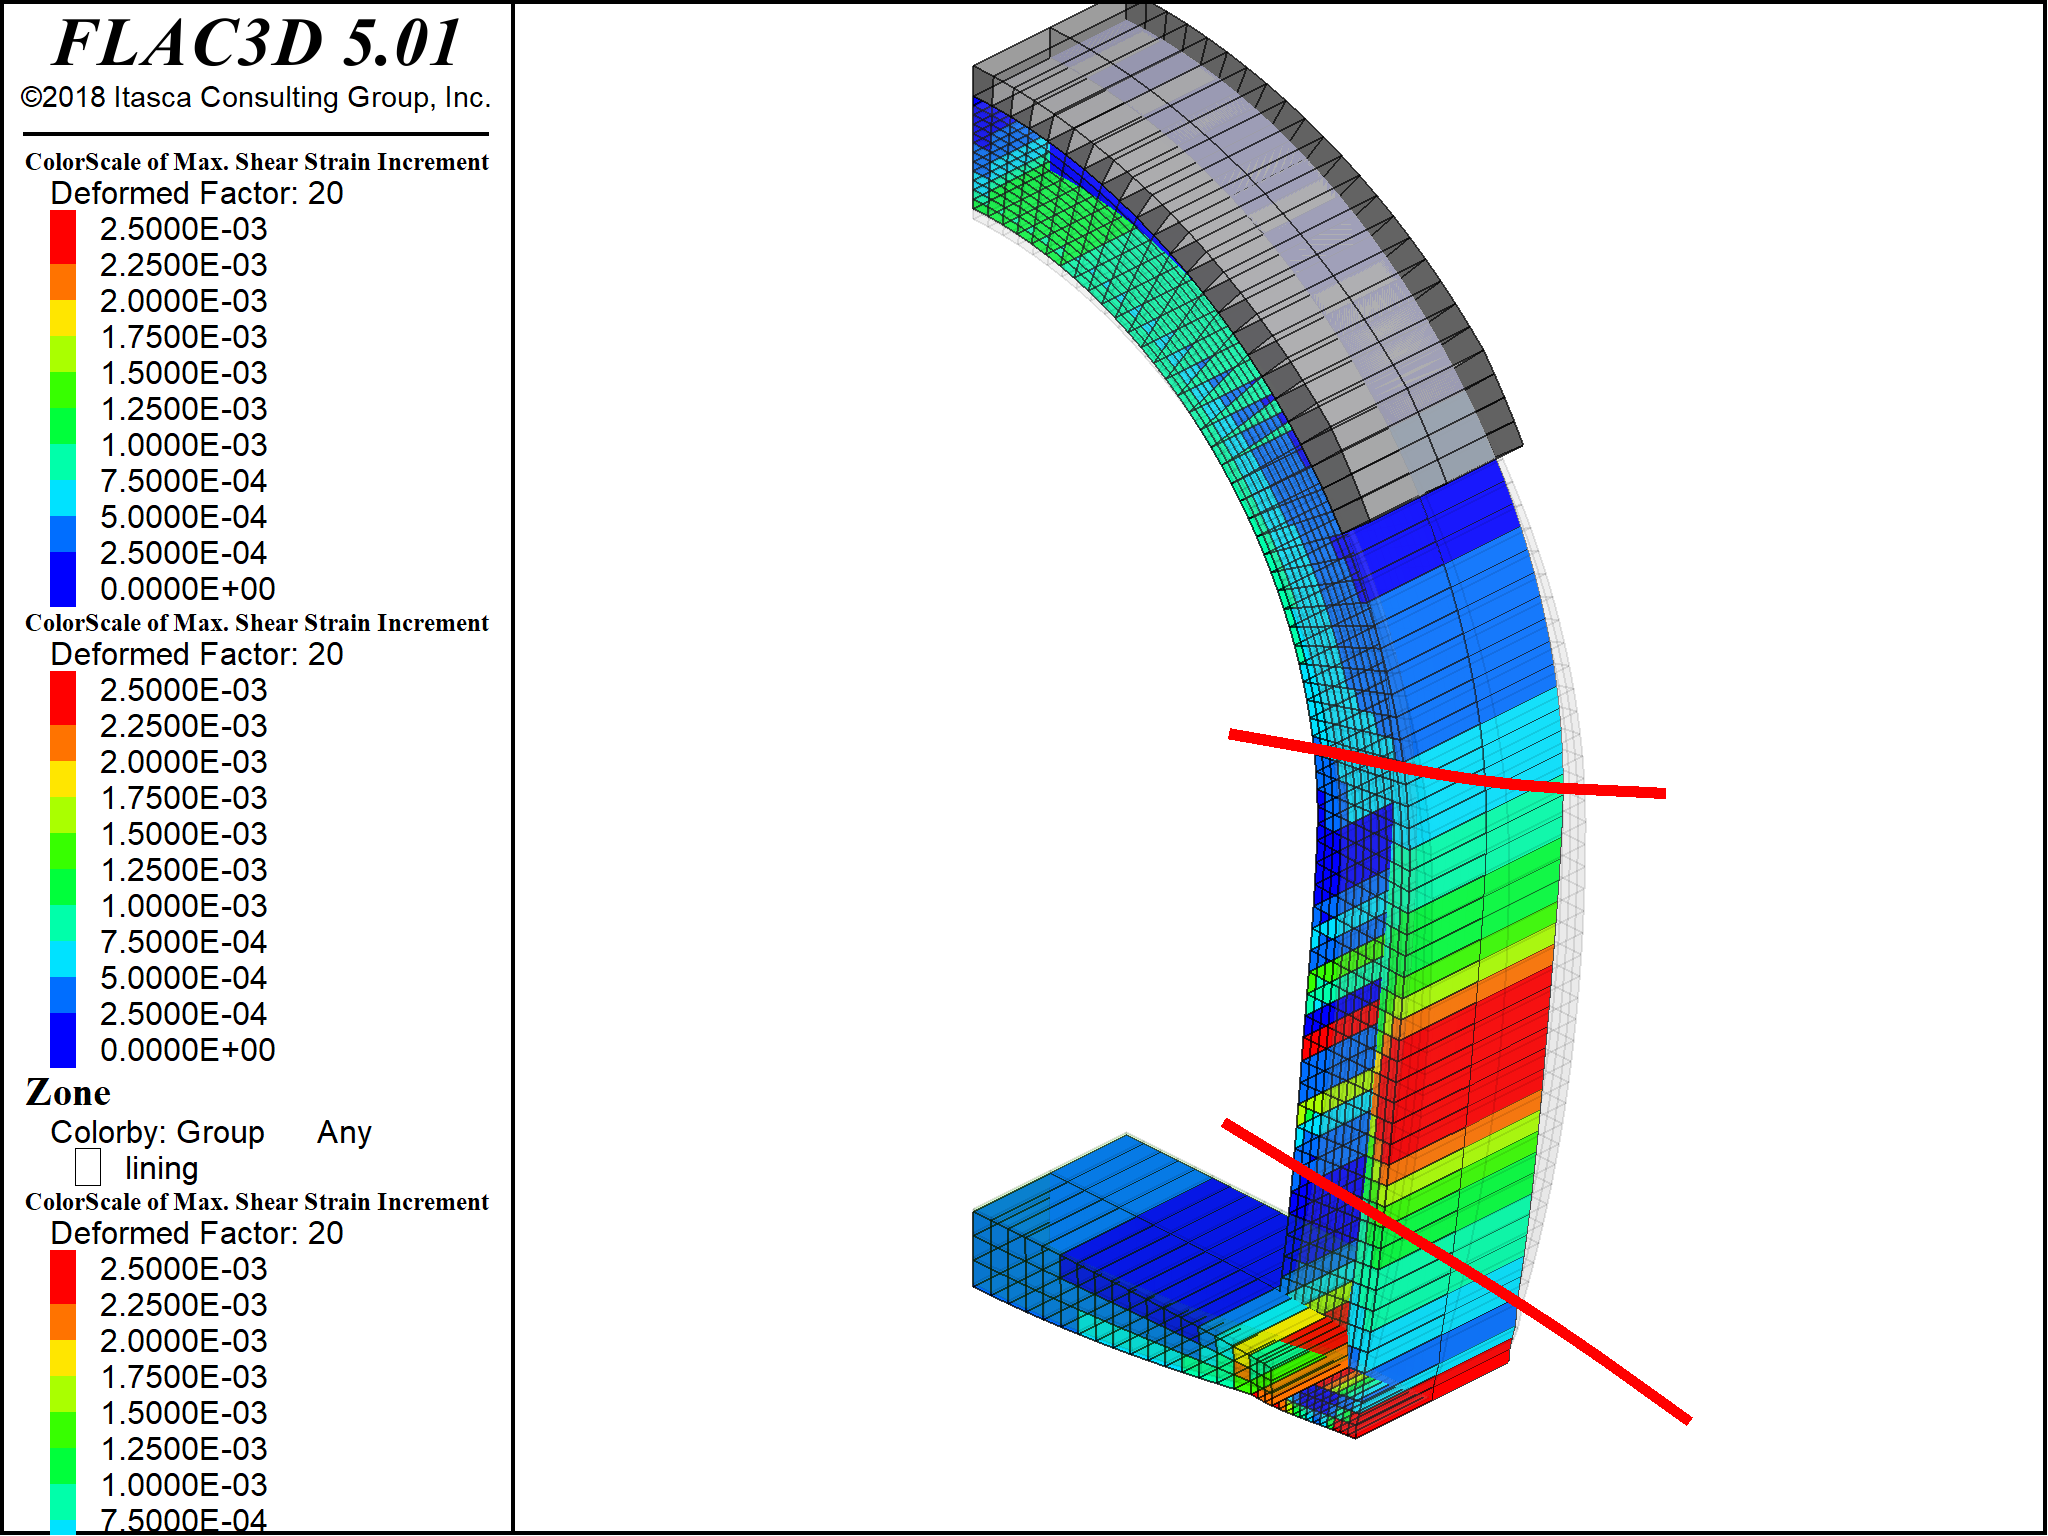 FLAC3D 5.01
©2018 Itasca Consulting Group, Inc.
ColorScale of Max. Shear Strain Increment
Deformed Factor: 20
2.5000E-03
2.2500E-03
2.0000E-03
1.7500E-03
1.5000E-03
1.2500E-03
1.0000E-03
7.5000E-04
5.0000E-04
2.5000E-04
0.0000E+00
ColorScale of Max. Shear Strain Increment
Deformed Factor: 20
2.5000E-03
2.2500E-03
2.0000E-03
1.7500E-03
1.5000E-03
1.2500E-03
1.0000E-03
7.5000E-04
5.0000E-04
2.5000E-04
0.0000E+00
Zone
Colorby: Group Any
lining
ColorScale of Max. Shear Strain Increment
Deformed Factor: 20
2.5000E-03
2.2500E-03
2.0000E-03
1.7500E-03
1.5000E-03
1.2500E-03
1.0000E-03
7.5000E-04